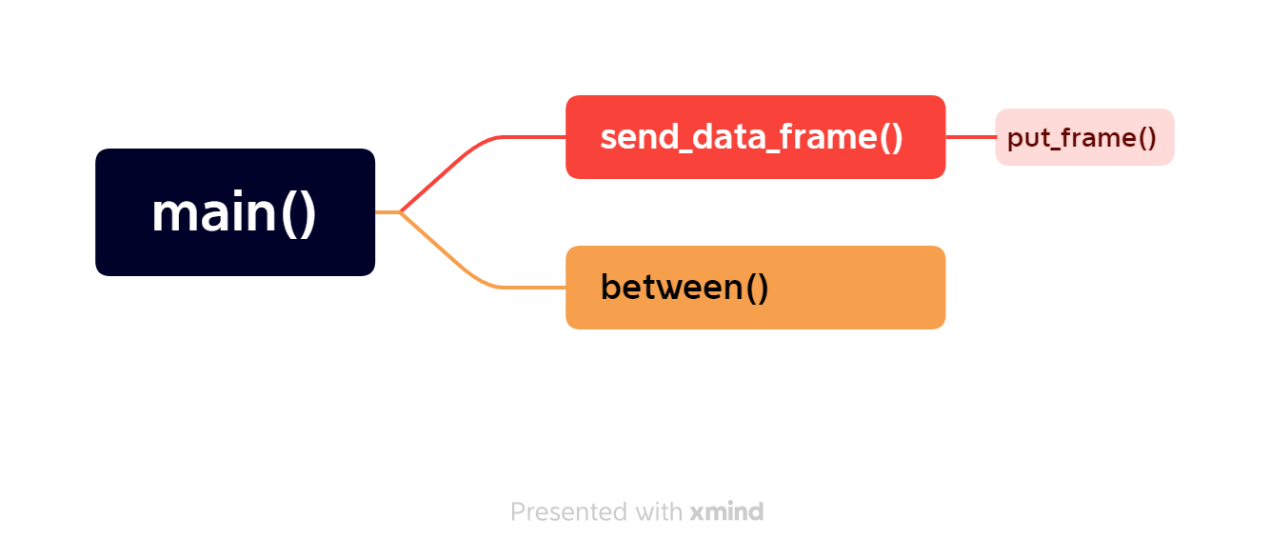 main()
send_data_frame()
put_frame()
between()
Presented with xmind